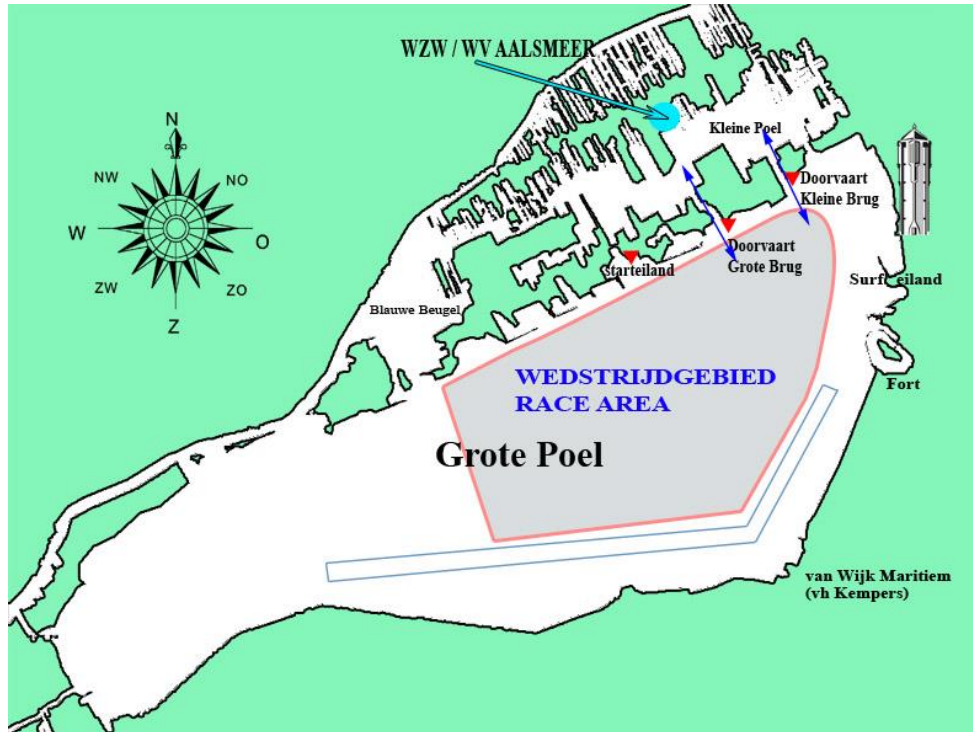 WZW / WV AALSMEER
Kleine Poel
Doorvaart
Kleine Brug
N
NW
NO
W
O
ZW
ZO
Z
Doorvaart
Grote Brug
starteiland
Surfeiland
Blauwe Beugel
WEDSTRIJDGEBIED
RACE AREA
Fort
Grote Poel
van Wijk Maritiem
(vh Kempers)